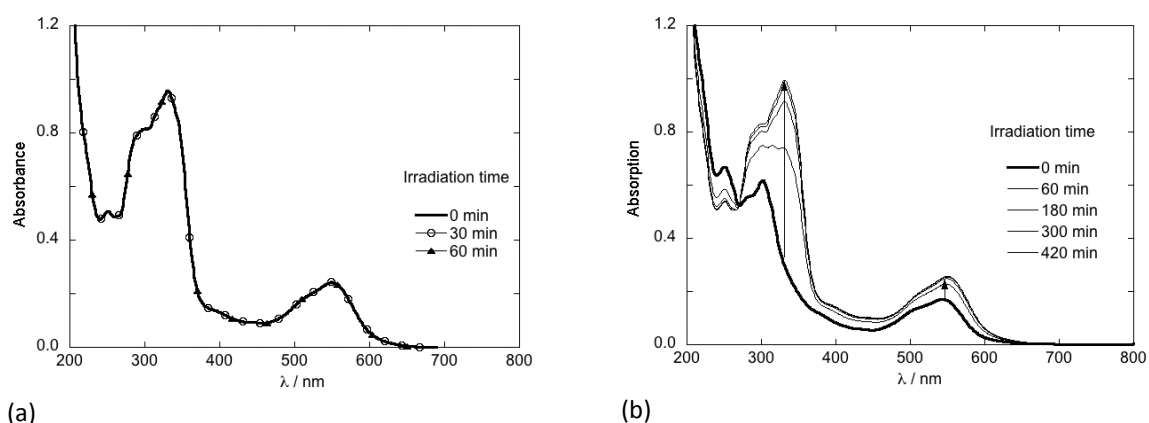 1.2
0.8
0.4
0.0
Absorbance
200 300 400 500 600 700 800
λ / nm
Irradiation time
0 min
30 min
60 min
(a)
1.2
0.8
0.4
0.0
Absorption
200 300 400 500 600 700 800
λ / nm
Irradiation time
0 min
60 min
180 min
300 min
420 min
(b)